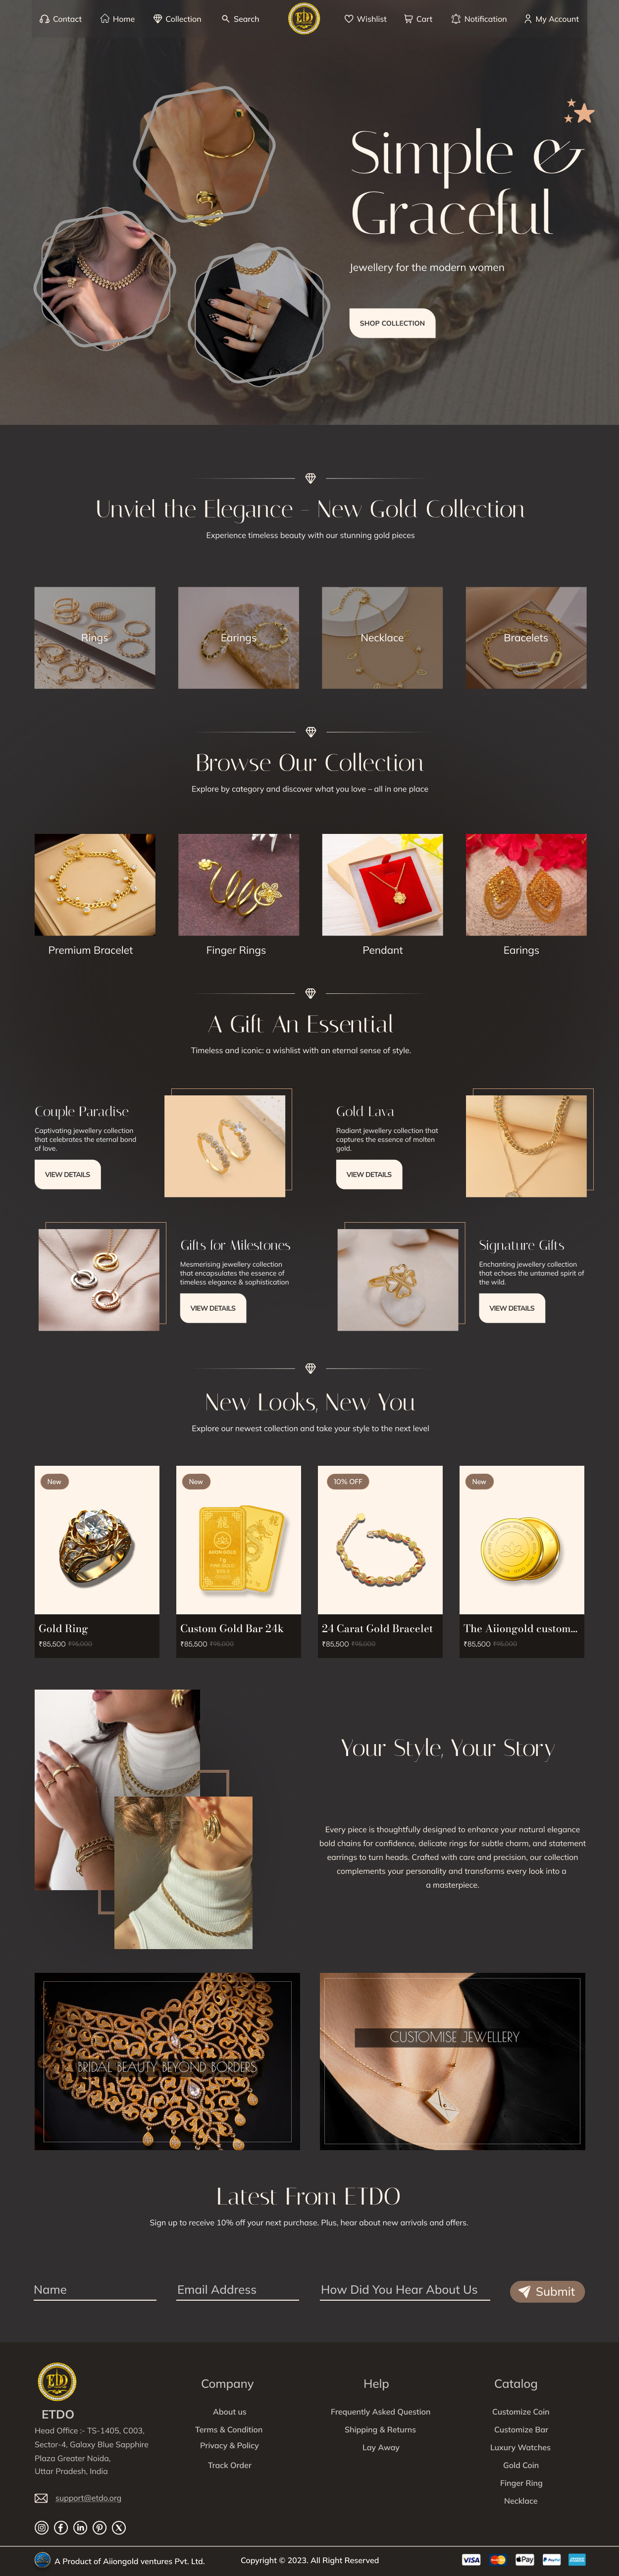 Contact
Home
Collection
Search
ETDO
Wishlist
Cart
Notification
My Account
Simple &
Graceful
Jewellery for the modern women
SHOP COLLECTION
Unviel the Elegance – New Gold Collection
Experience timeless beauty with our stunning gold pieces
Rings
Earings
Necklace
Bracelets
Browse Our Collection
Explore by category and discover what you love – all in one place
Premium Bracelet
Finger Rings
Pendant
Earings
A Gift An Essential
Timeless and iconic: a wishlist with an eternal sense of style.
Couple Paradise
Captivating jewellery collection
that celebrates the eternal bond
of love.
VIEW DETAILS
Gold Lava
Radiant jewellery collection that
captures the essence of molten
gold.
VIEW DETAILS
Gifts for Milestones
Mesmerising jewellery collection
that encapsulates the essence of
timeless elegance & sophistication
VIEW DETAILS
Signature Gifts
Enchanting jewellery collection
that echoes the untamed spirit of
the wild.
VIEW DETAILS
New Looks, New You
Explore our newest collection and take your style to the next level
New
Gold Ring
₹85,500 ₹95,000
New
AIION GOLD
1g
FINE GOLD
999.9
Custom Gold Bar 24k
₹85,500 ₹95,000
10% OFF
24 Carat Gold Bracelet
₹85,500 ₹95,000
New
The Aiiongold custom...
₹85,500 ₹95,000
Your Style, Your Story
Every piece is thoughtfully designed to enhance your natural elegance
bold chains for confidence, delicate rings for subtle charm, and statement
earrings to turn heads. Crafted with care and precision, our collection
complements your personality and transforms every look into a
a masterpiece.
BRIDAL BEAUTY BEYOND BORDERS
CUSTOMISE JEWELLERY
Latest From ETDO
Sign up to receive 10% off your next purchase. Plus, hear about new arrivals and offers.
Name
Email Address
How Did You Hear About Us
Submit
ETDO
Head Office :- TS-1405, C003,
Sector-4, Galaxy Blue Sapphire
Plaza Greater Noida,
Uttar Pradesh, India
support@etdo.org
Company
About us
Terms & Condition
Privacy & Policy
Track Order
Help
Frequently Asked Question
Shipping & Returns
Lay Away
Catalog
Customize Coin
Customize Bar
Luxury Watches
Gold Coin
Finger Ring
Necklace
A Product of Aiiongold ventures Pvt. Ltd.
Copyright © 2023. All Right Reserved
VISA
Pay
PayPal